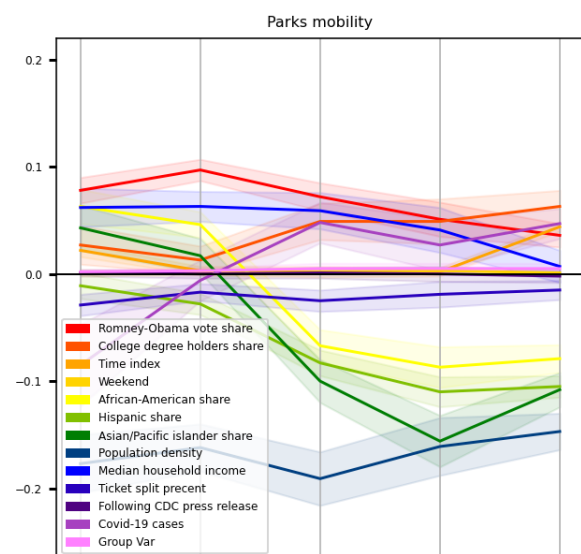 Parks mobility
0.2
0.1
0.0
−0.1
−0.2
Romney-Obama vote share
College degree holders share
Time index
Weekend
African-American share
Hispanic share
Asian/Pacific islander share
Population density
Median household income
Ticket split precent
Following CDC press release
Covid-19 cases
Group Var